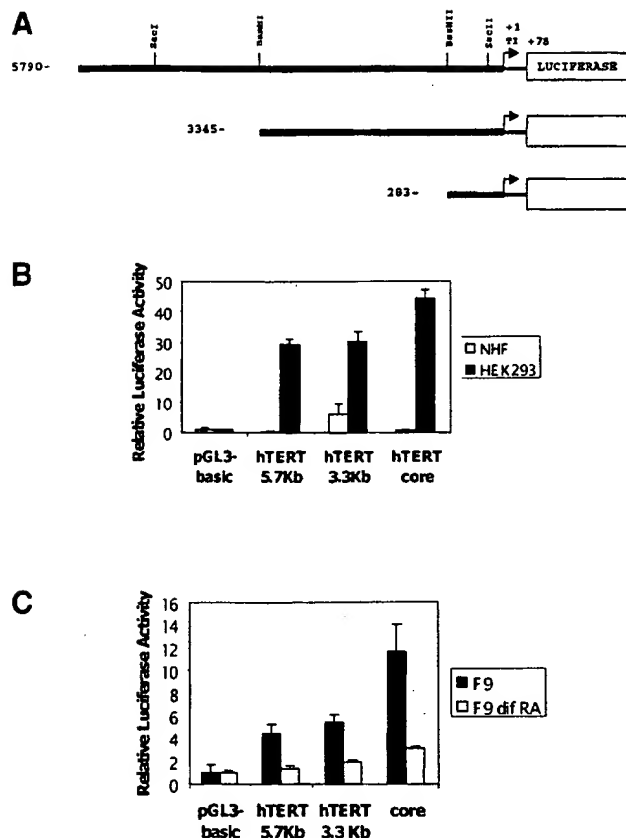 A
SacI
BamHI
BssHII
SacII
+1
TI
+78
5790-
LUCIFERASE
3345-
283-
B
Relative Luciferase Activity
50
40
30
20
10
0
NHF
HEK293
pGL3-
basic
hTERT
5.7Kb
hTERT
3.3Kb
hTERT
core
C
Relative Luciferase Activity
16
14
12
10
8
6
4
2
0
F9
F9 dif RA
pGL3-
basic
hTERT
5.7Kb
hTERT
3.3 Kb
core